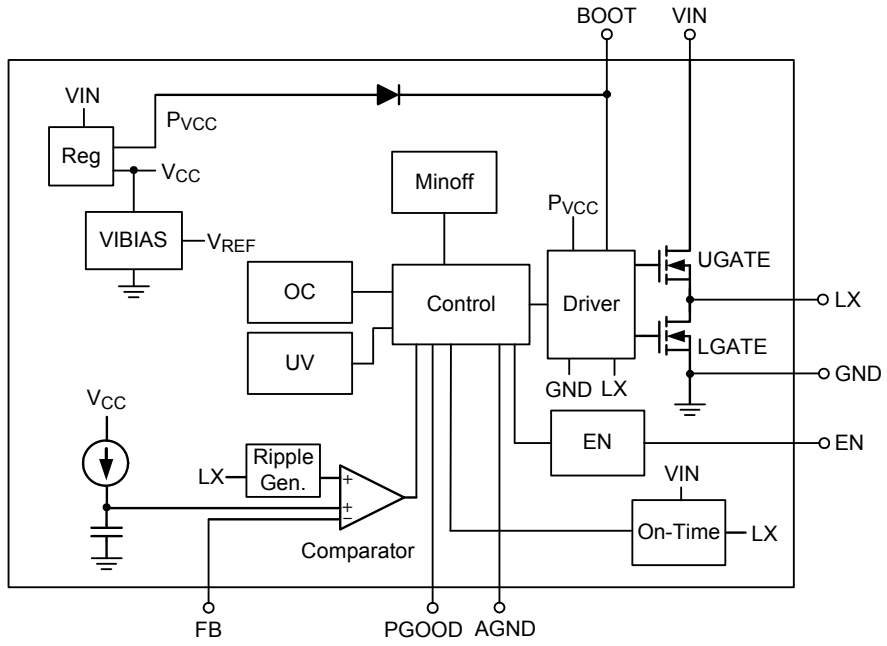 BOOT VIN
VIN
PVCC
Reg
VCC
Minoff
PVCC
VIBIAS
VREF
UGATE
OC
Control
Driver
LX
UV
LGATE
GND LX
GND
VCC
EN
EN
LX
Ripple
Gen.
VIN
+
+
−
On-Time
LX
Comparator
FB
PGOOD
AGND